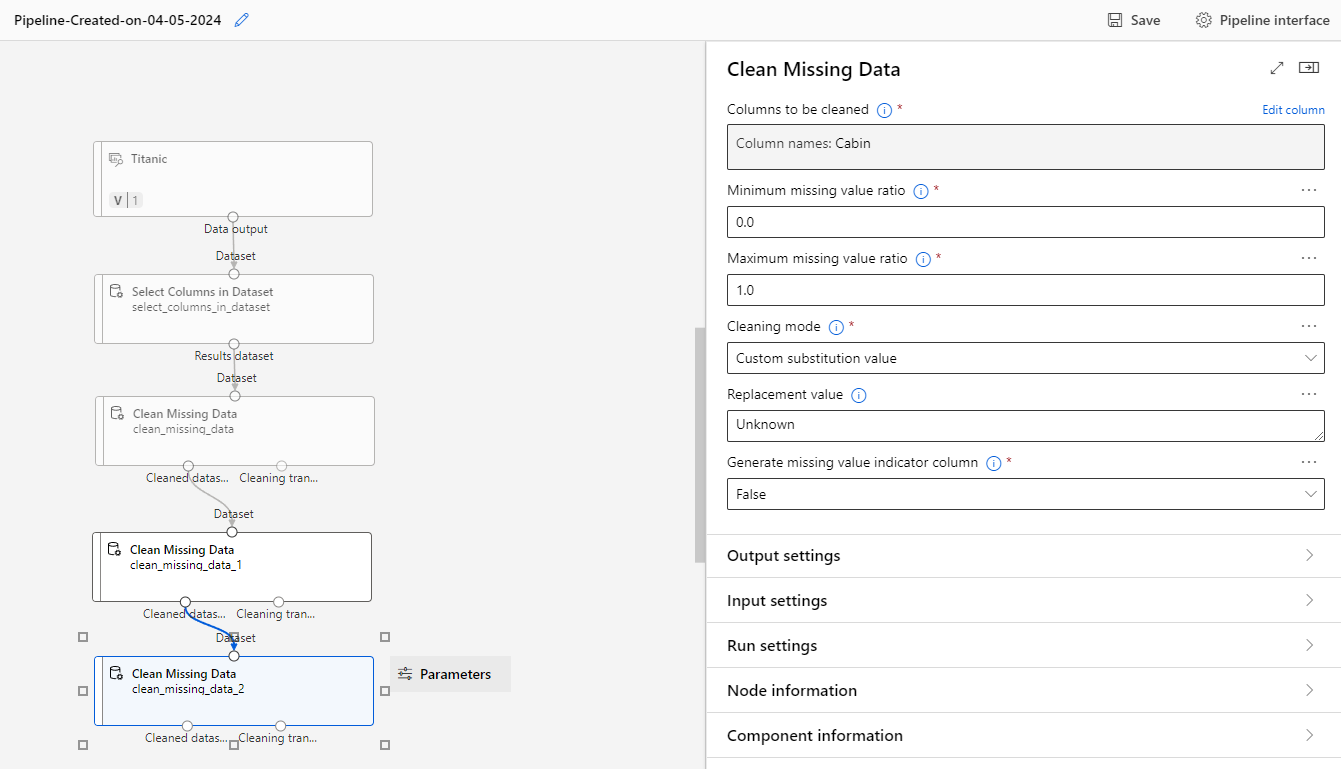 Pipeline-Created-on-04-05-2024
Save
Pipeline interface
Titanic
V | 1
Data output
Dataset
Select Columns in Dataset
select_columns_in_dataset
Results dataset
Dataset
Clean Missing Data
clean_missing_data
Cleaned datas... Cleaning tran...
Dataset
Clean Missing Data
clean_missing_data_1
Cleaned datas... Cleaning tran...
Dataset
Clean Missing Data
clean_missing_data_2
Parameters
Cleaned datas... Cleaning tran...
Clean Missing Data
Columns to be cleaned *
Edit column
Column names: Cabin
Minimum missing value ratio *
0.0
Maximum missing value ratio *
1.0
Cleaning mode *
Custom substitution value
Replacement value
Unknown
Generate missing value indicator column *
False
Output settings
Input settings
Run settings
Node information
Component information